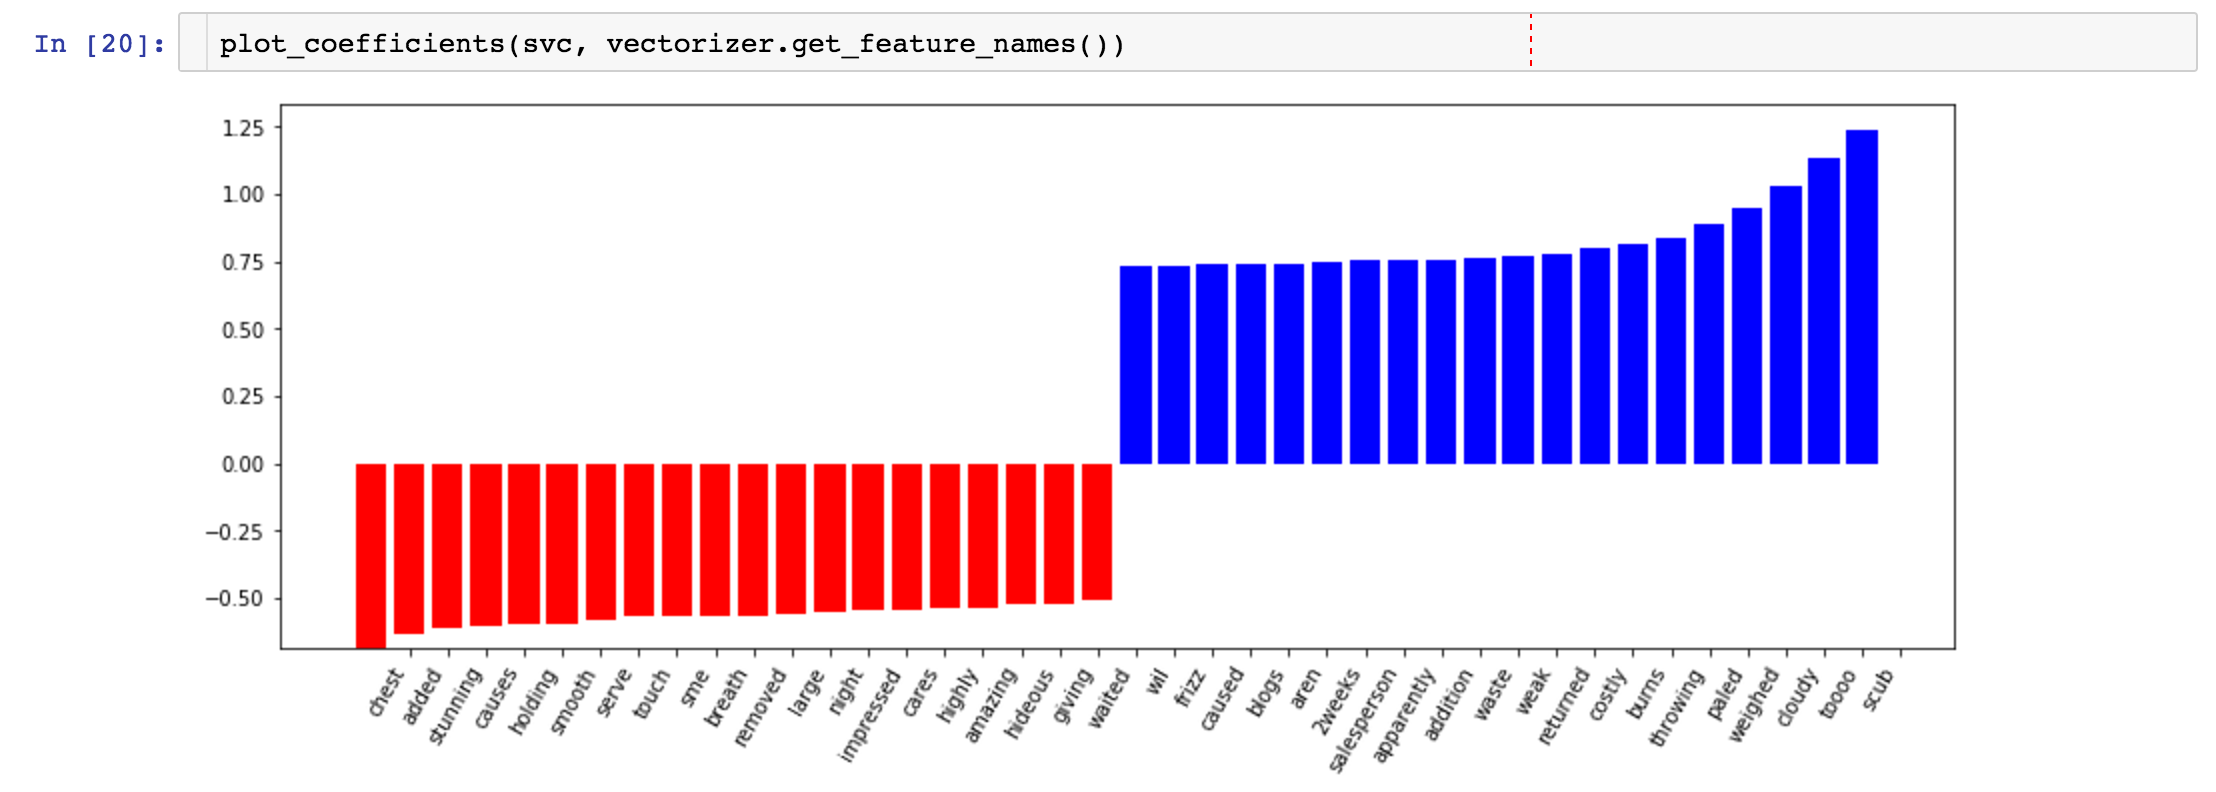 In [20]: plot_coefficients(svc, vectorizer.get_feature_names())
1.25
1.00
0.75
0.50
0.25
0.00
−0.25
−0.50
chest
added
stunning
causes
holding
smooth
serve
touch
sme
breath
removed
large
night
impressed
cares
highly
amazing
hideous
giving
waited
wil
frizz
caused
blogs
aren
2weeks
salesperson
apparently
addition
waste
weak
returned
costly
burns
throwing
paled
weighed
cloudy
toooo
scub